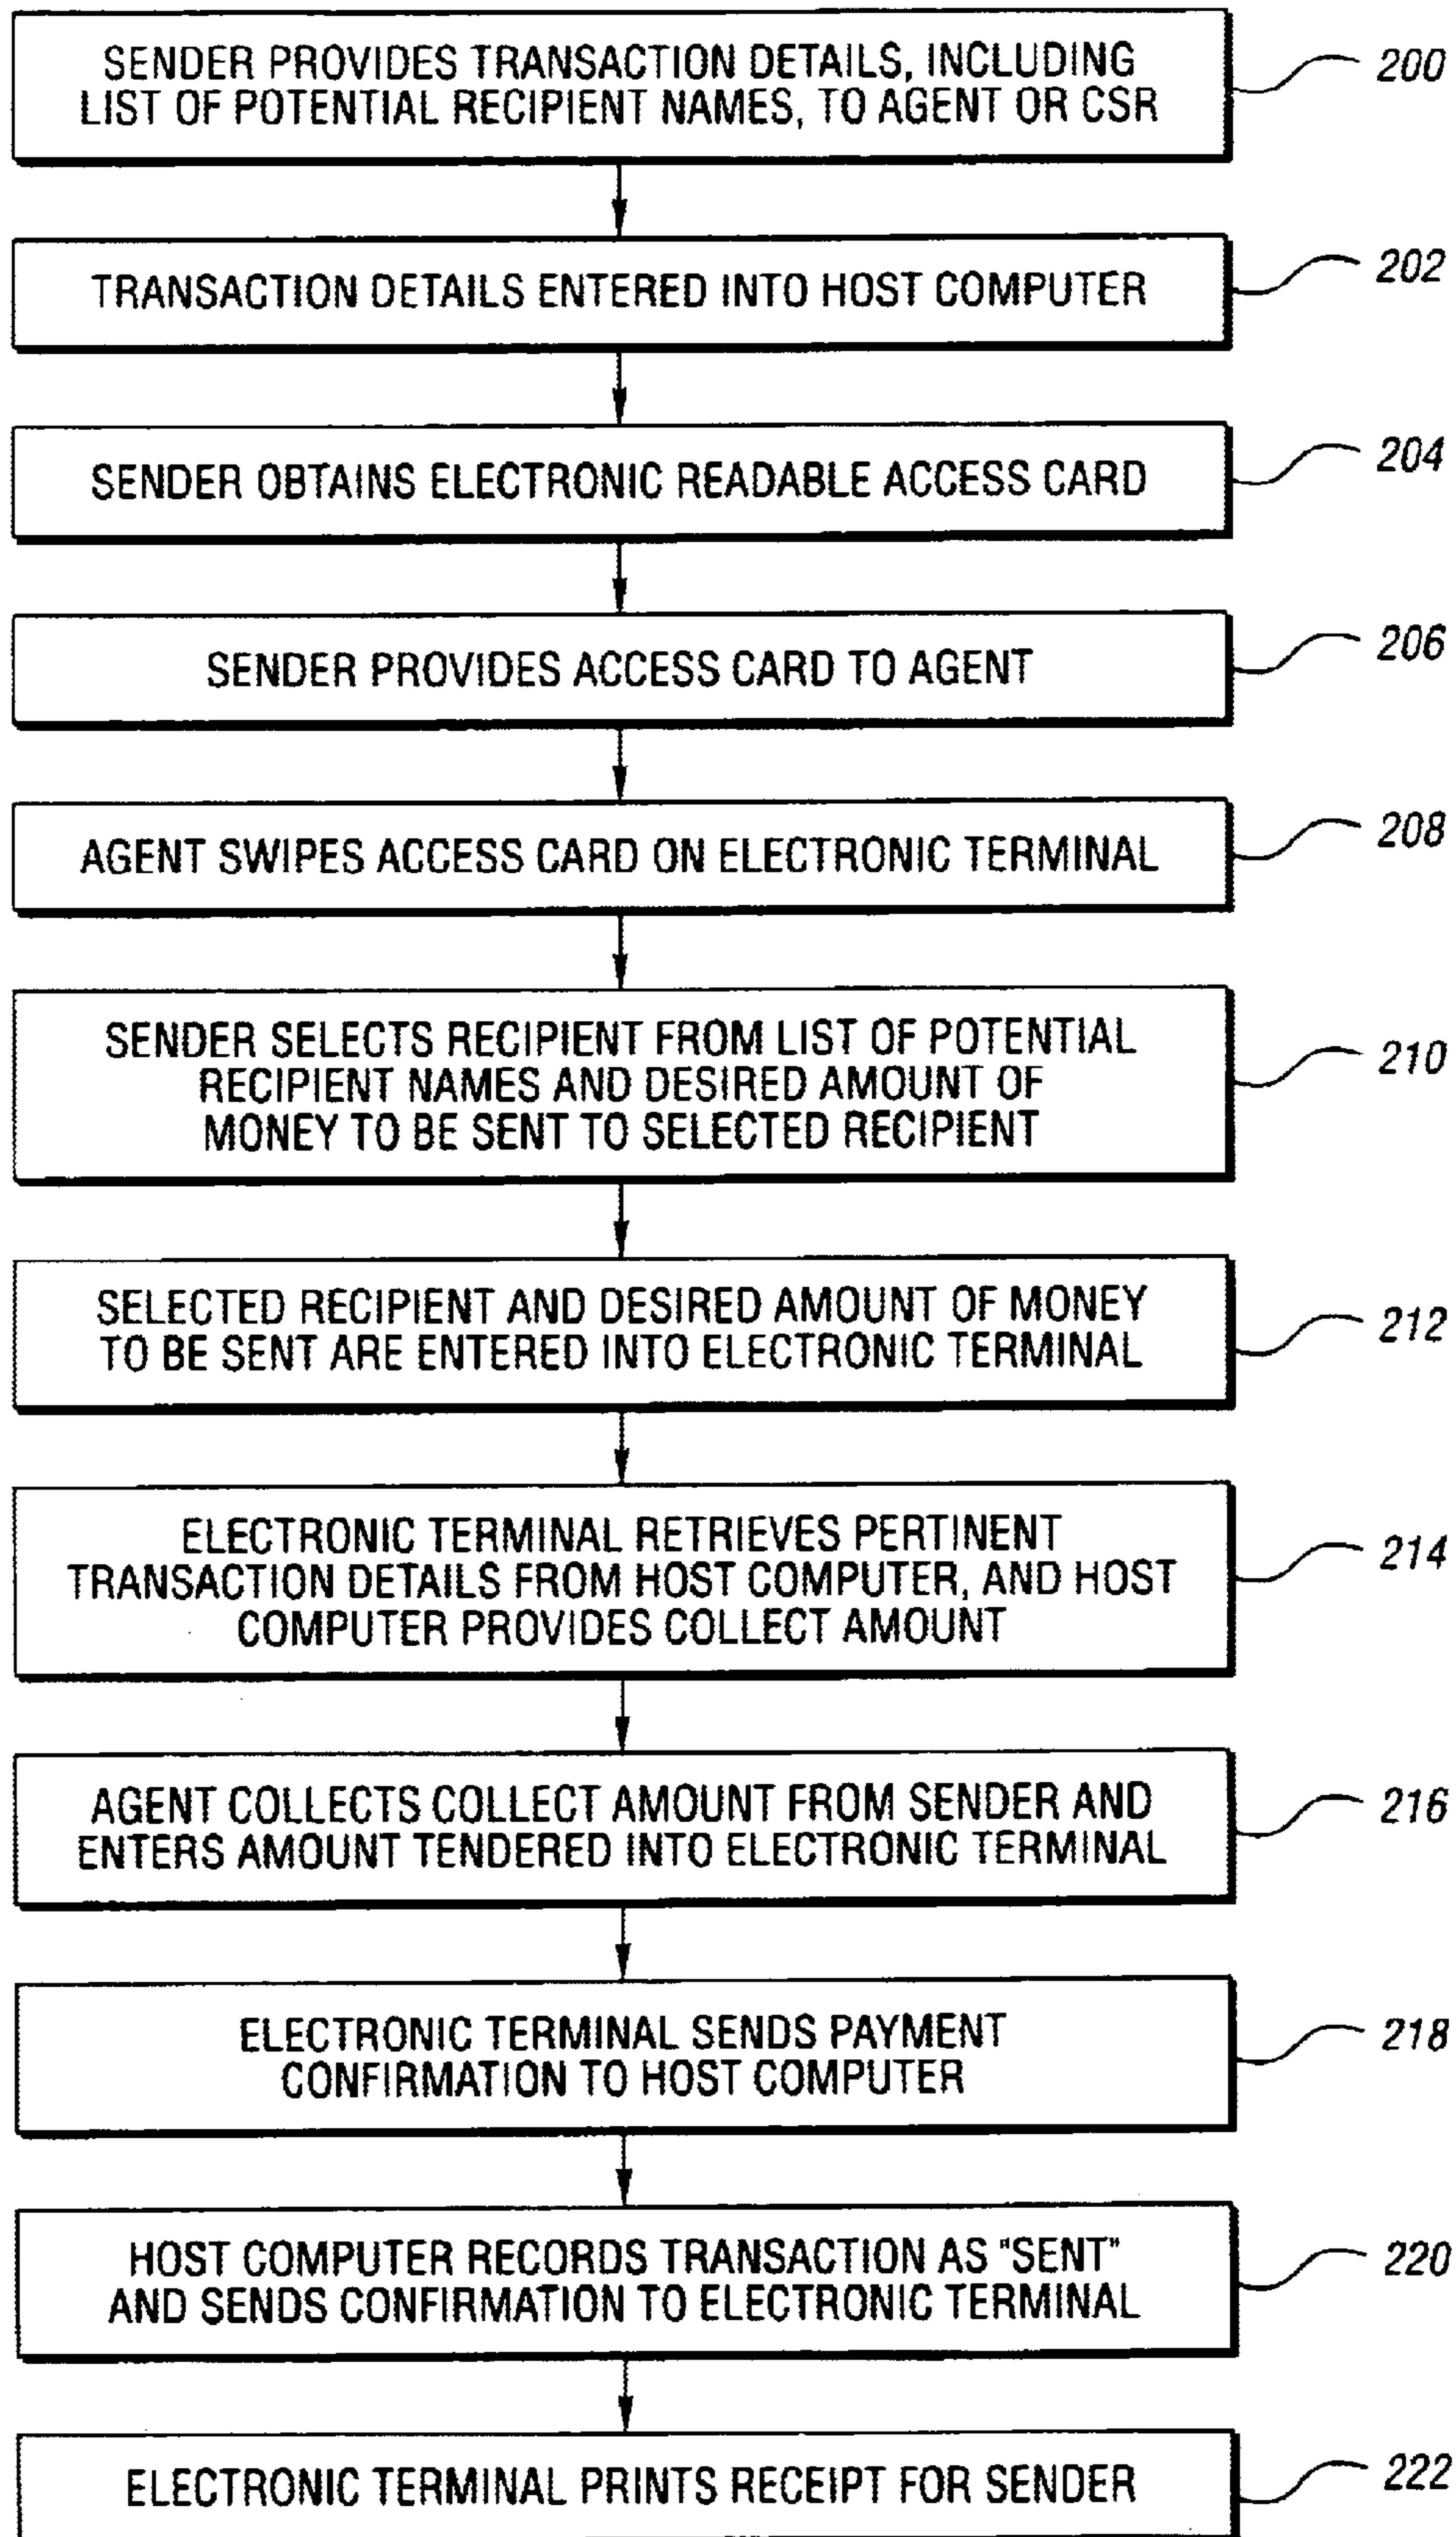 SENDER PROVIDES TRANSACTION DETAILS, INCLUDING
LIST OF POTENTIAL RECIPIENT NAMES, TO AGENT OR CSR
200
TRANSACTION DETAILS ENTERED INTO HOST COMPUTER
202
SENDER OBTAINS ELECTRONIC READABLE ACCESS CARD
204
SENDER PROVIDES ACCESS CARD TO AGENT
206
AGENT SWIPES ACCESS CARD ON ELECTRONIC TERMINAL
208
SENDER SELECTS RECIPIENT FROM LIST OF POTENTIAL
RECIPIENT NAMES AND DESIRED AMOUNT OF
MONEY TO BE SENT TO SELECTED RECIPIENT
210
SELECTED RECIPIENT AND DESIRED AMOUNT OF MONEY
TO BE SENT ARE ENTERED INTO ELECTRONIC TERMINAL
212
ELECTRONIC TERMINAL RETRIEVES PERTINENT
TRANSACTION DETAILS FROM HOST COMPUTER, AND HOST
COMPUTER PROVIDES COLLECT AMOUNT
214
AGENT COLLECTS COLLECT AMOUNT FROM SENDER AND
ENTERS AMOUNT TENDERED INTO ELECTRONIC TERMINAL
216
ELECTRONIC TERMINAL SENDS PAYMENT
CONFIRMATION TO HOST COMPUTER
218
HOST COMPUTER RECORDS TRANSACTION AS "SENT"
AND SENDS CONFIRMATION TO ELECTRONIC TERMINAL
220
ELECTRONIC TERMINAL PRINTS RECEIPT FOR SENDER
222